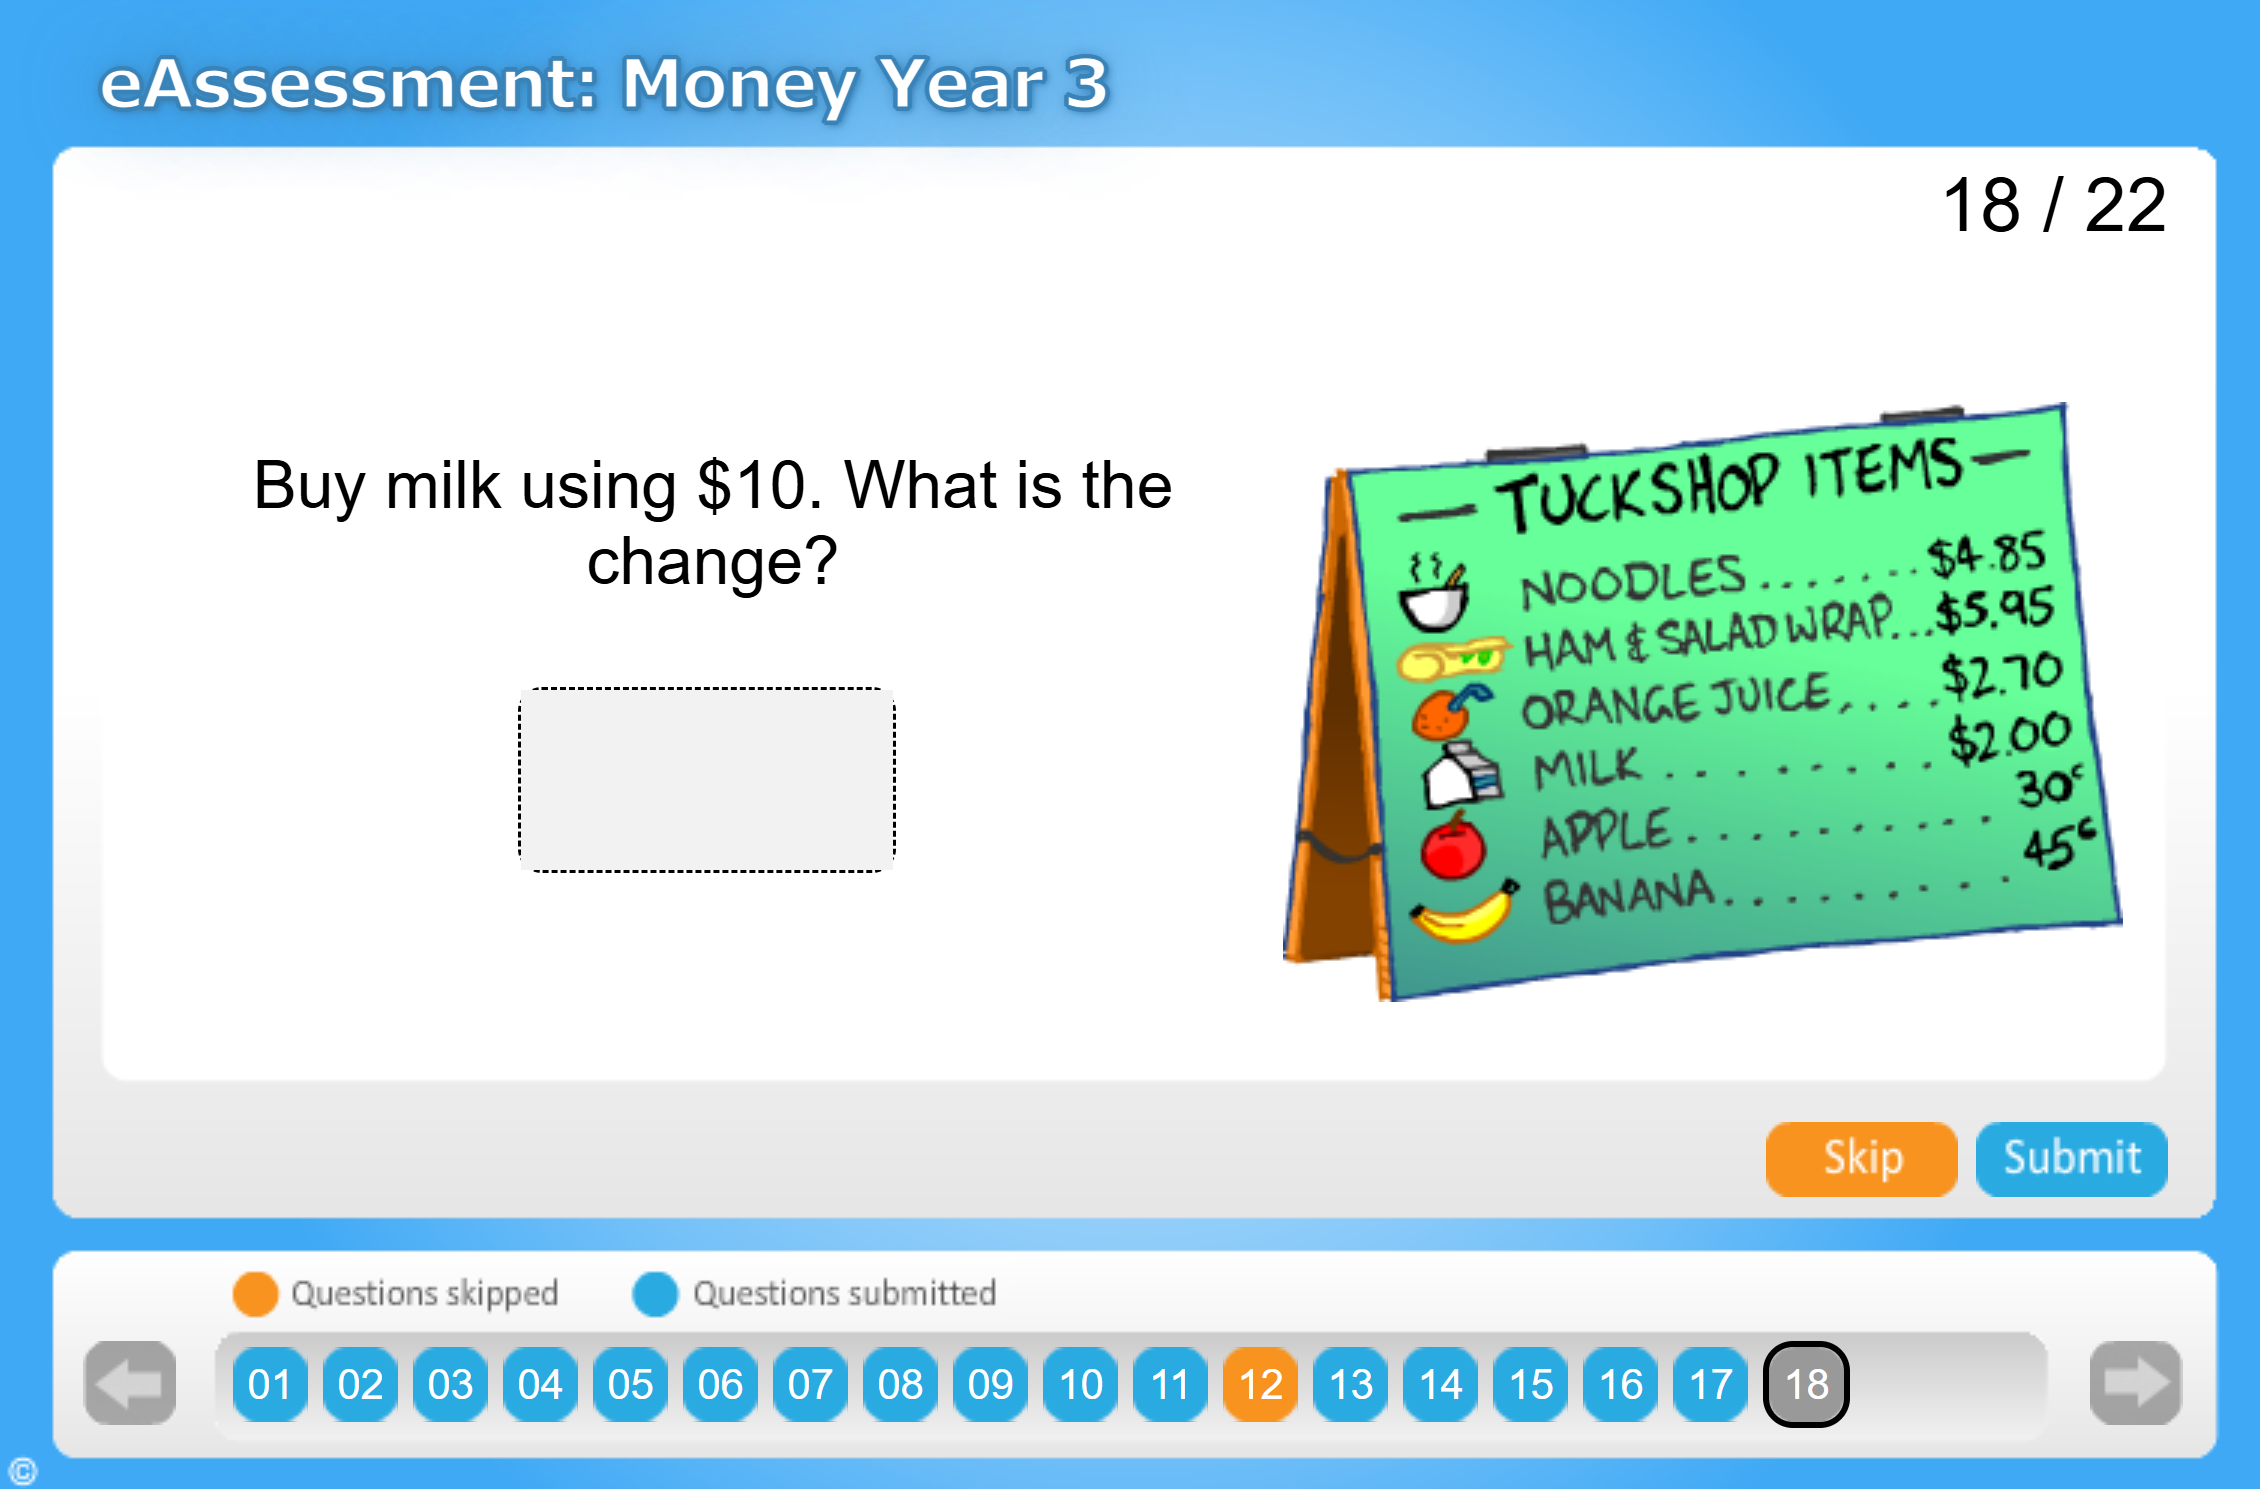 eAssessment: Money Year 3
18 / 22
Buy milk using $10. What is the
change?
— TUCKSHOP ITEMS —
NOODLES ....... $4.85
HAM & SALAD WRAP... $5.95
ORANGE JUICE..... $2.70
MILK ........ $2.00
APPLE ......... 30c
BANANA ......... 45c
Skip
Submit
Questions skipped
Questions submitted
01 02 03 04 05 06 07 08 09 10 11 12 13 14 15 16 17 18
©